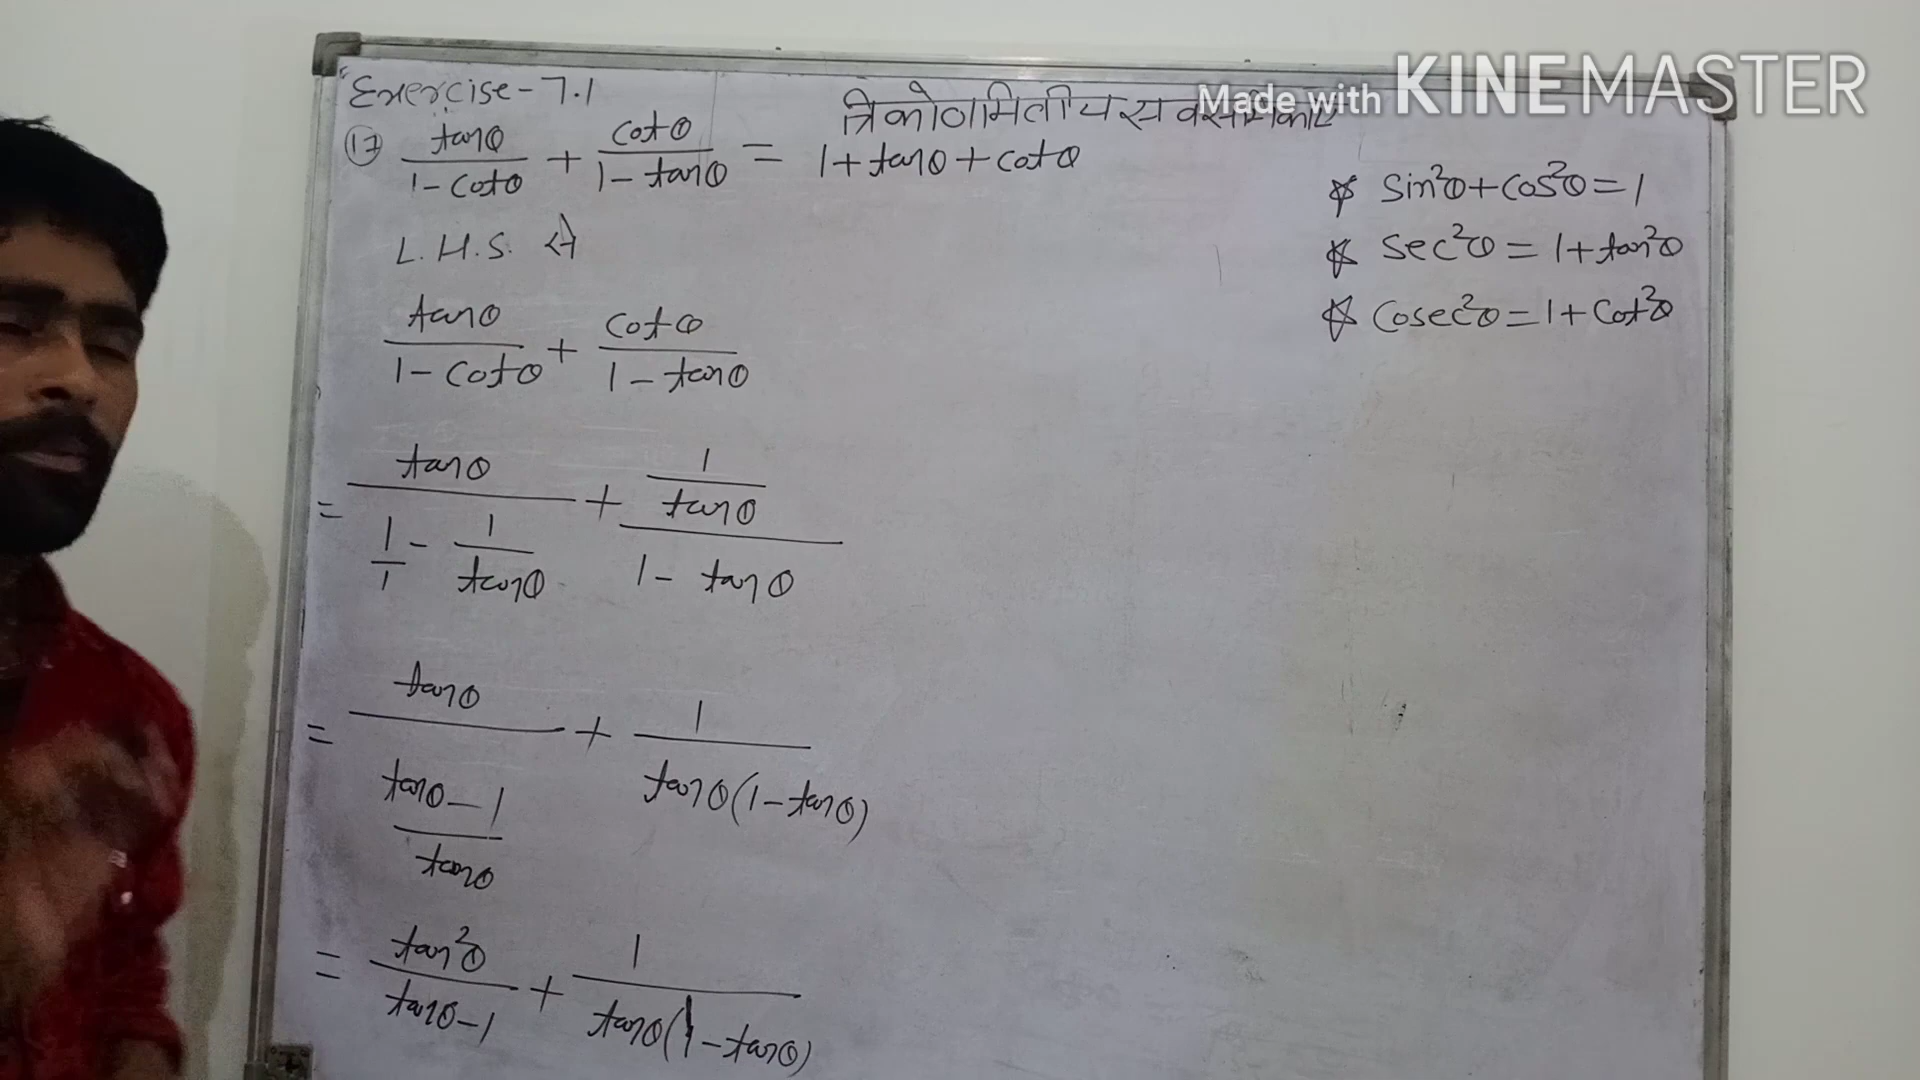 Exercise-7.1
त्रिकोणमितीय
Made with KINEMASTER
(17) tanθ/(1-cotθ) + cotθ/(1-tanθ) = 1+tanθ+cotθ
☆ Sin²θ+cos²θ=1
☆ Sec²θ=1+tan²θ
☆ Cosec²θ=1+Cot²θ
L.H.S. से
tanθ/(1-cotθ) + cotθ/(1-tanθ)
= tanθ/(1/1 - 1/tanθ) + (1/tanθ)/(1-tanθ)
= tanθ/((tanθ-1)/tanθ) + 1/(tanθ(1-tanθ))
= tan²θ/(tanθ-1) + 1/(tanθ(1-tanθ))